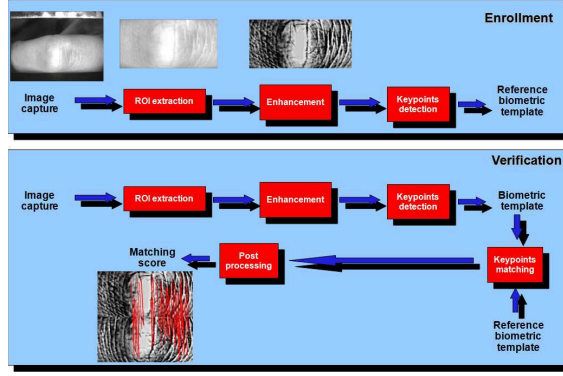 Enrollment
Image
capture
ROI extraction
Enhancement
Keypoints
detection
Reference
biometric
template
Verification
Image
capture
ROI extraction
Enhancement
Keypoints
detection
Biometric
template
Matching
score
Post
processing
Keypoints
matching
Reference
biometric
template